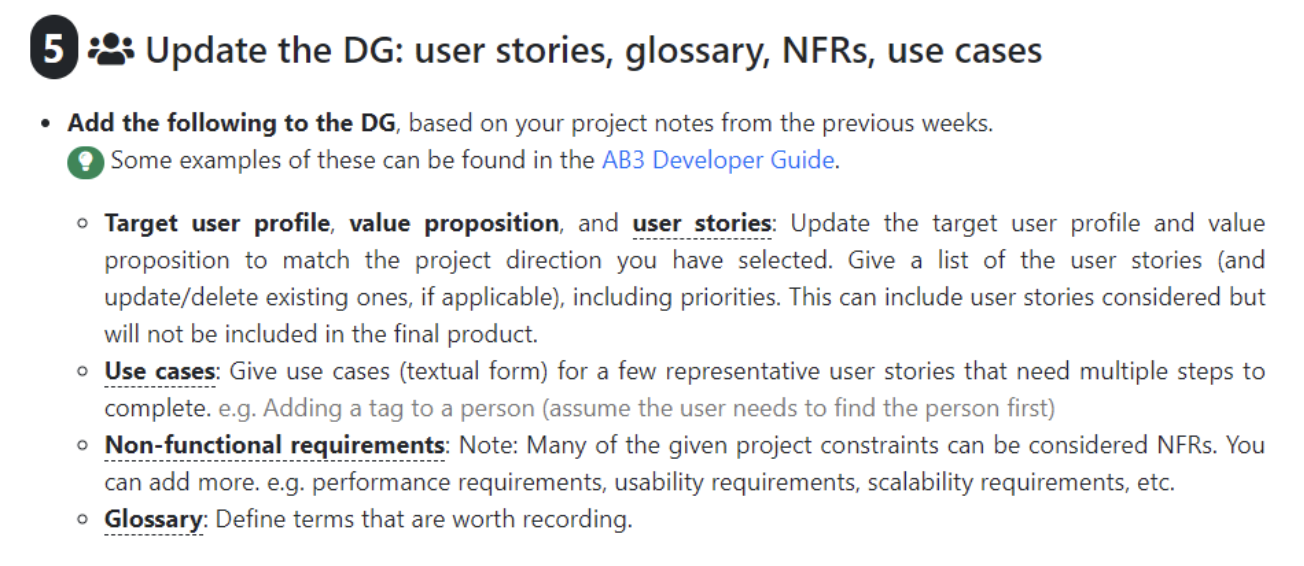 5 Update the DG: user stories, glossary, NFRs, use cases
• Add the following to the DG, based on your project notes from the previous weeks.
Some examples of these can be found in the AB3 Developer Guide.
◦ Target user profile, value proposition, and user stories: Update the target user profile and value
proposition to match the project direction you have selected. Give a list of the user stories (and
update/delete existing ones, if applicable), including priorities. This can include user stories considered but
will not be included in the final product.
◦ Use cases: Give use cases (textual form) for a few representative user stories that need multiple steps to
complete. e.g. Adding a tag to a person (assume the user needs to find the person first)
◦ Non-functional requirements: Note: Many of the given project constraints can be considered NFRs. You
can add more. e.g. performance requirements, usability requirements, scalability requirements, etc.
◦ Glossary: Define terms that are worth recording.